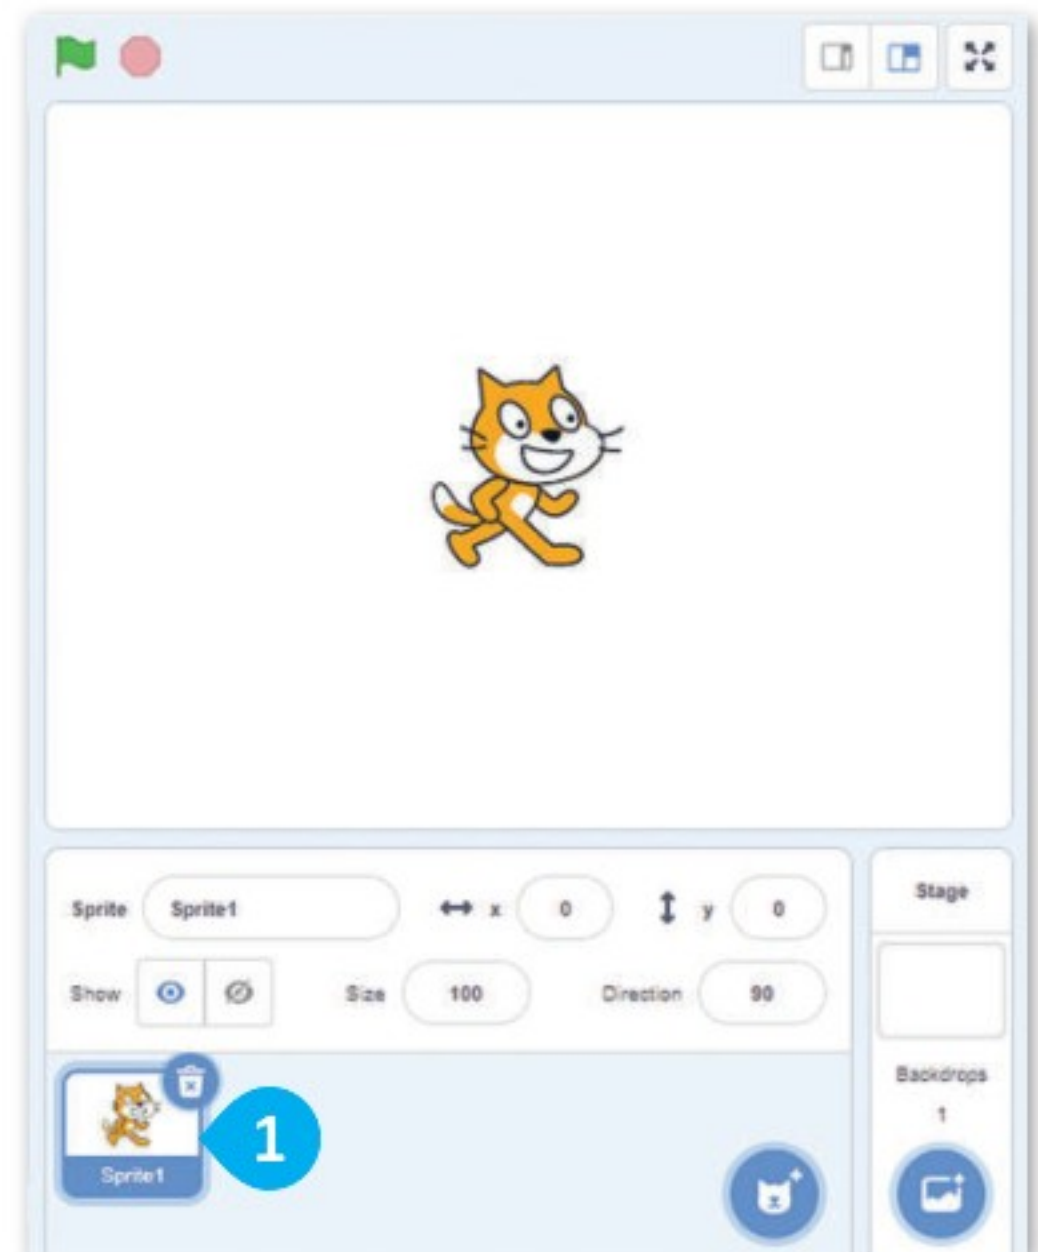 Sprite Sprite1 x 0 y 0
Show Size 100 Direction 90
Sprite1
1
Stage
Backdrops
1